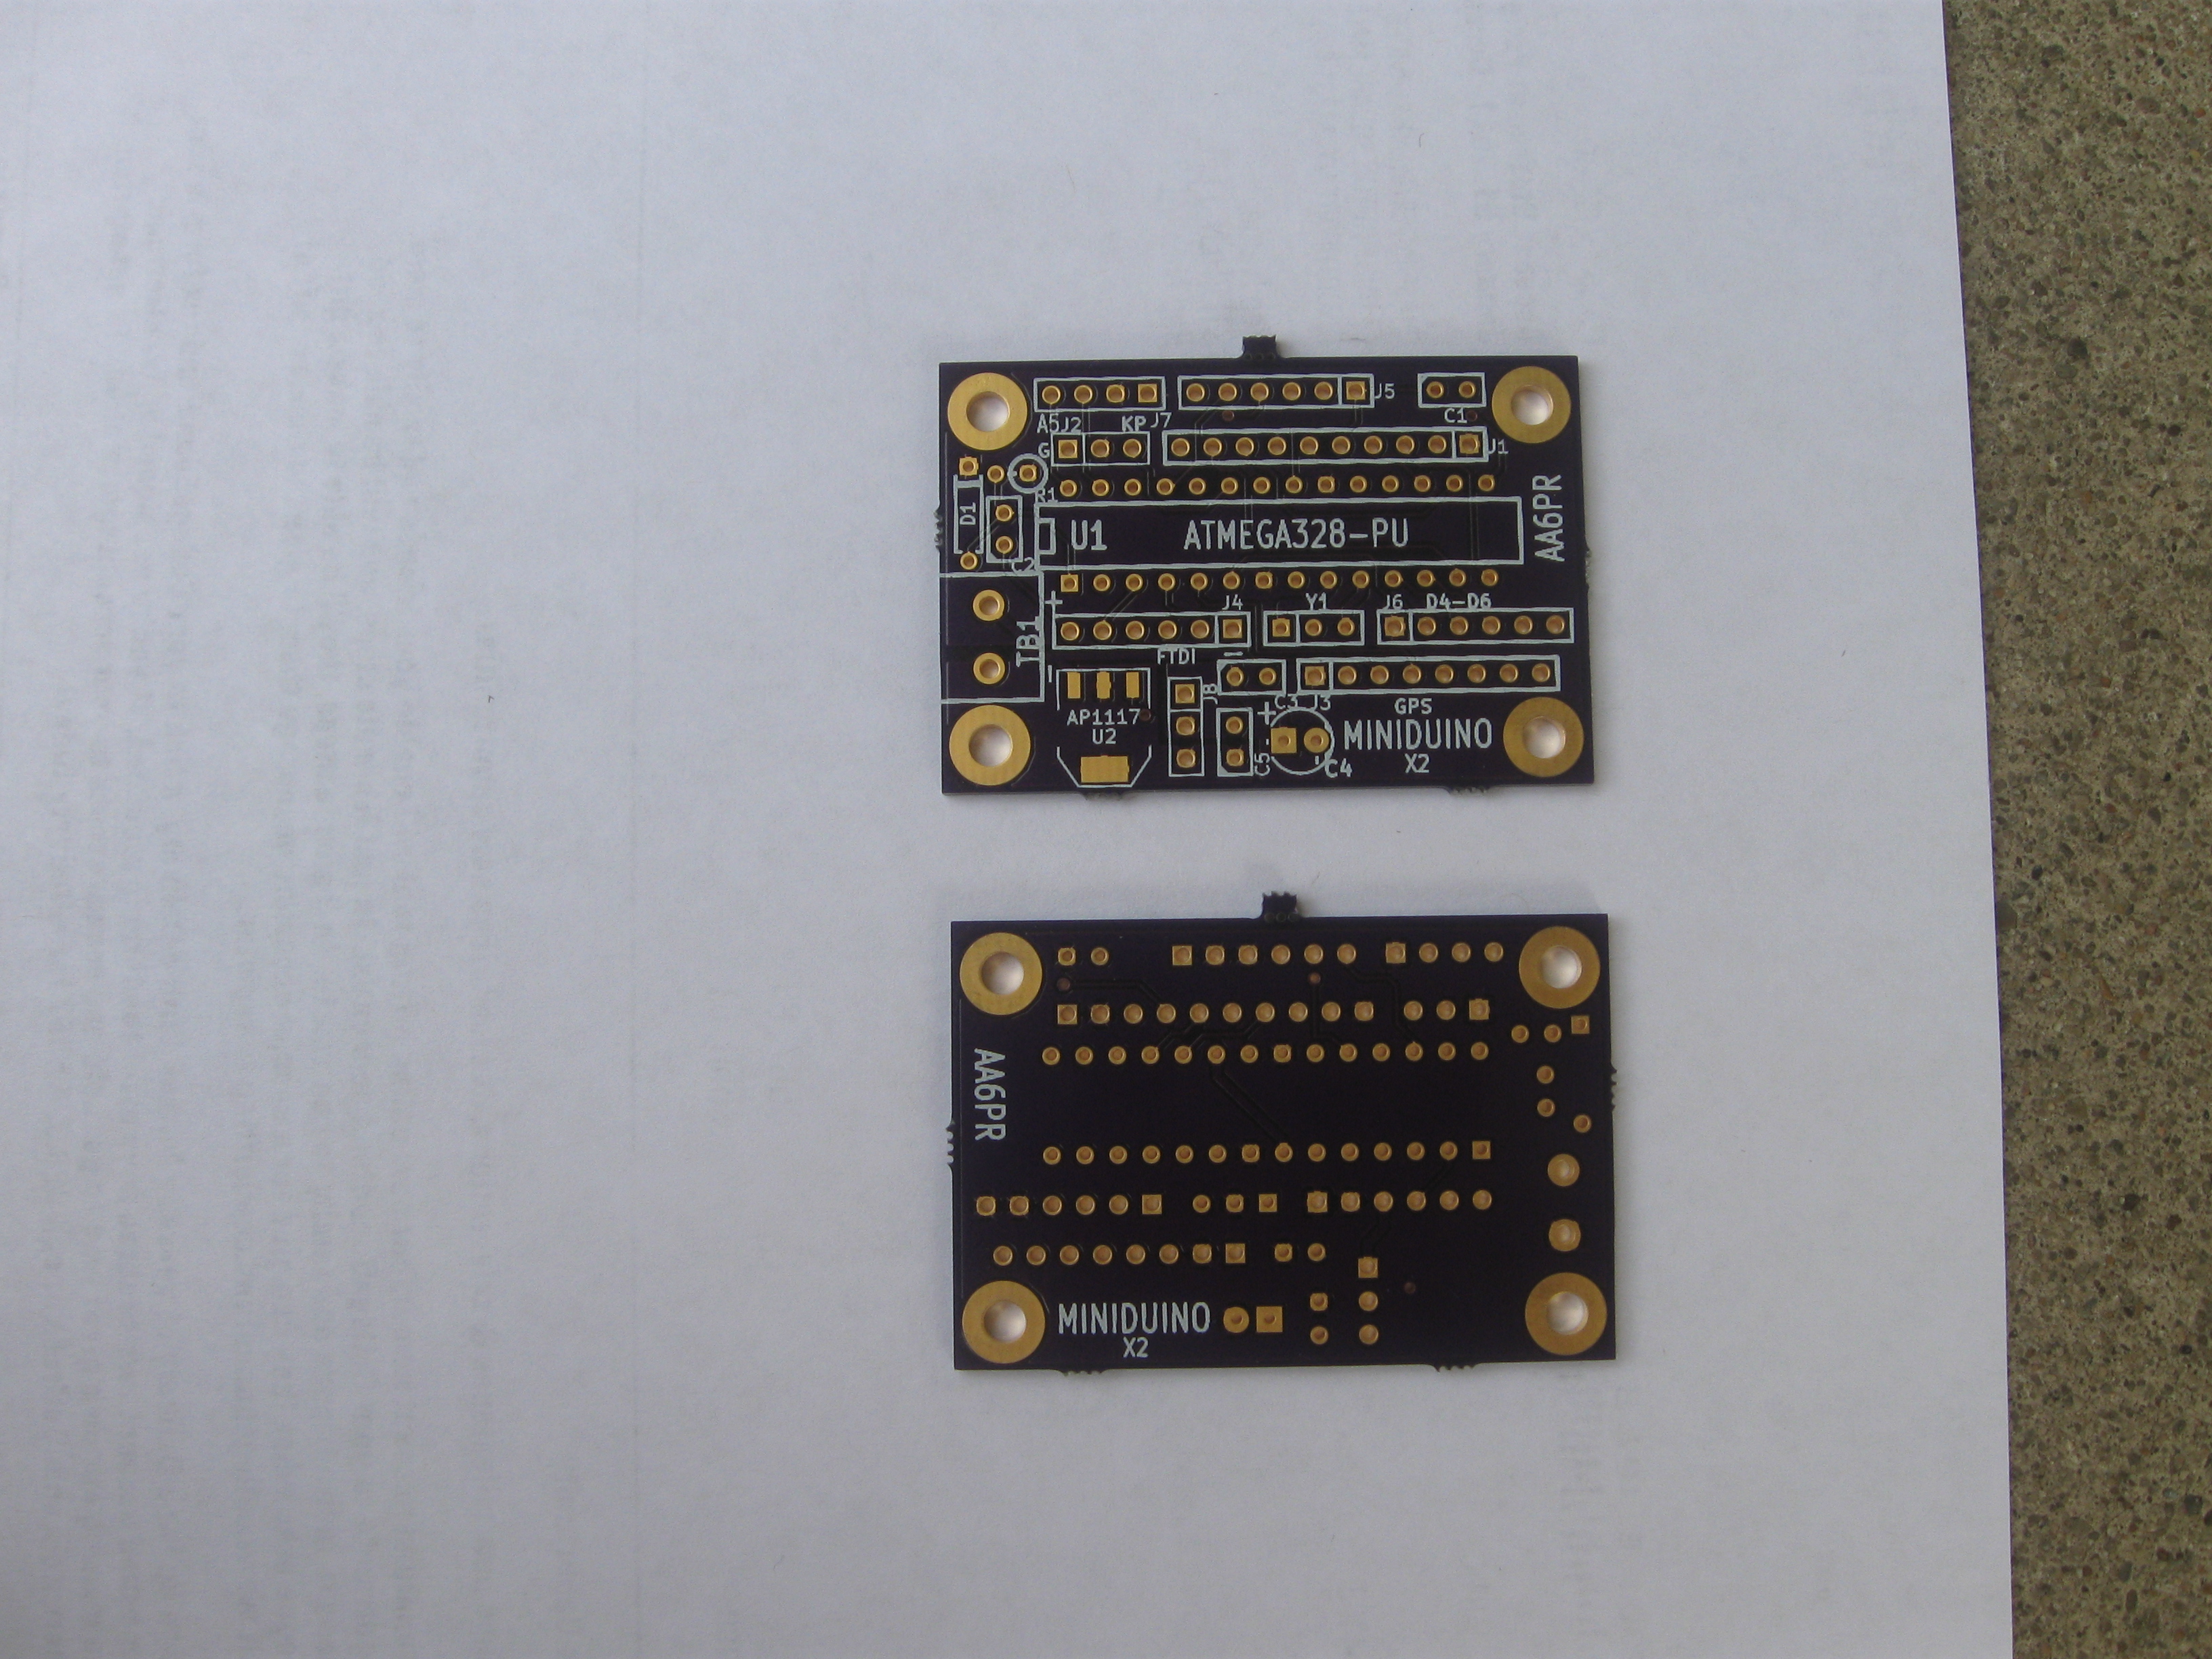 J5
C1
A5 J2 KP J7
G
J1
R1
D1
U1 ATMEGA328-PU
AA6PR
C2
+
J4 Y1 J6 D4-D6
TB1
FTDI
J8
C3 J3
GPS
AP1117
U2
+
MINIDUINO
X2
C5
C4
AA6PR
MINIDUINO
X2